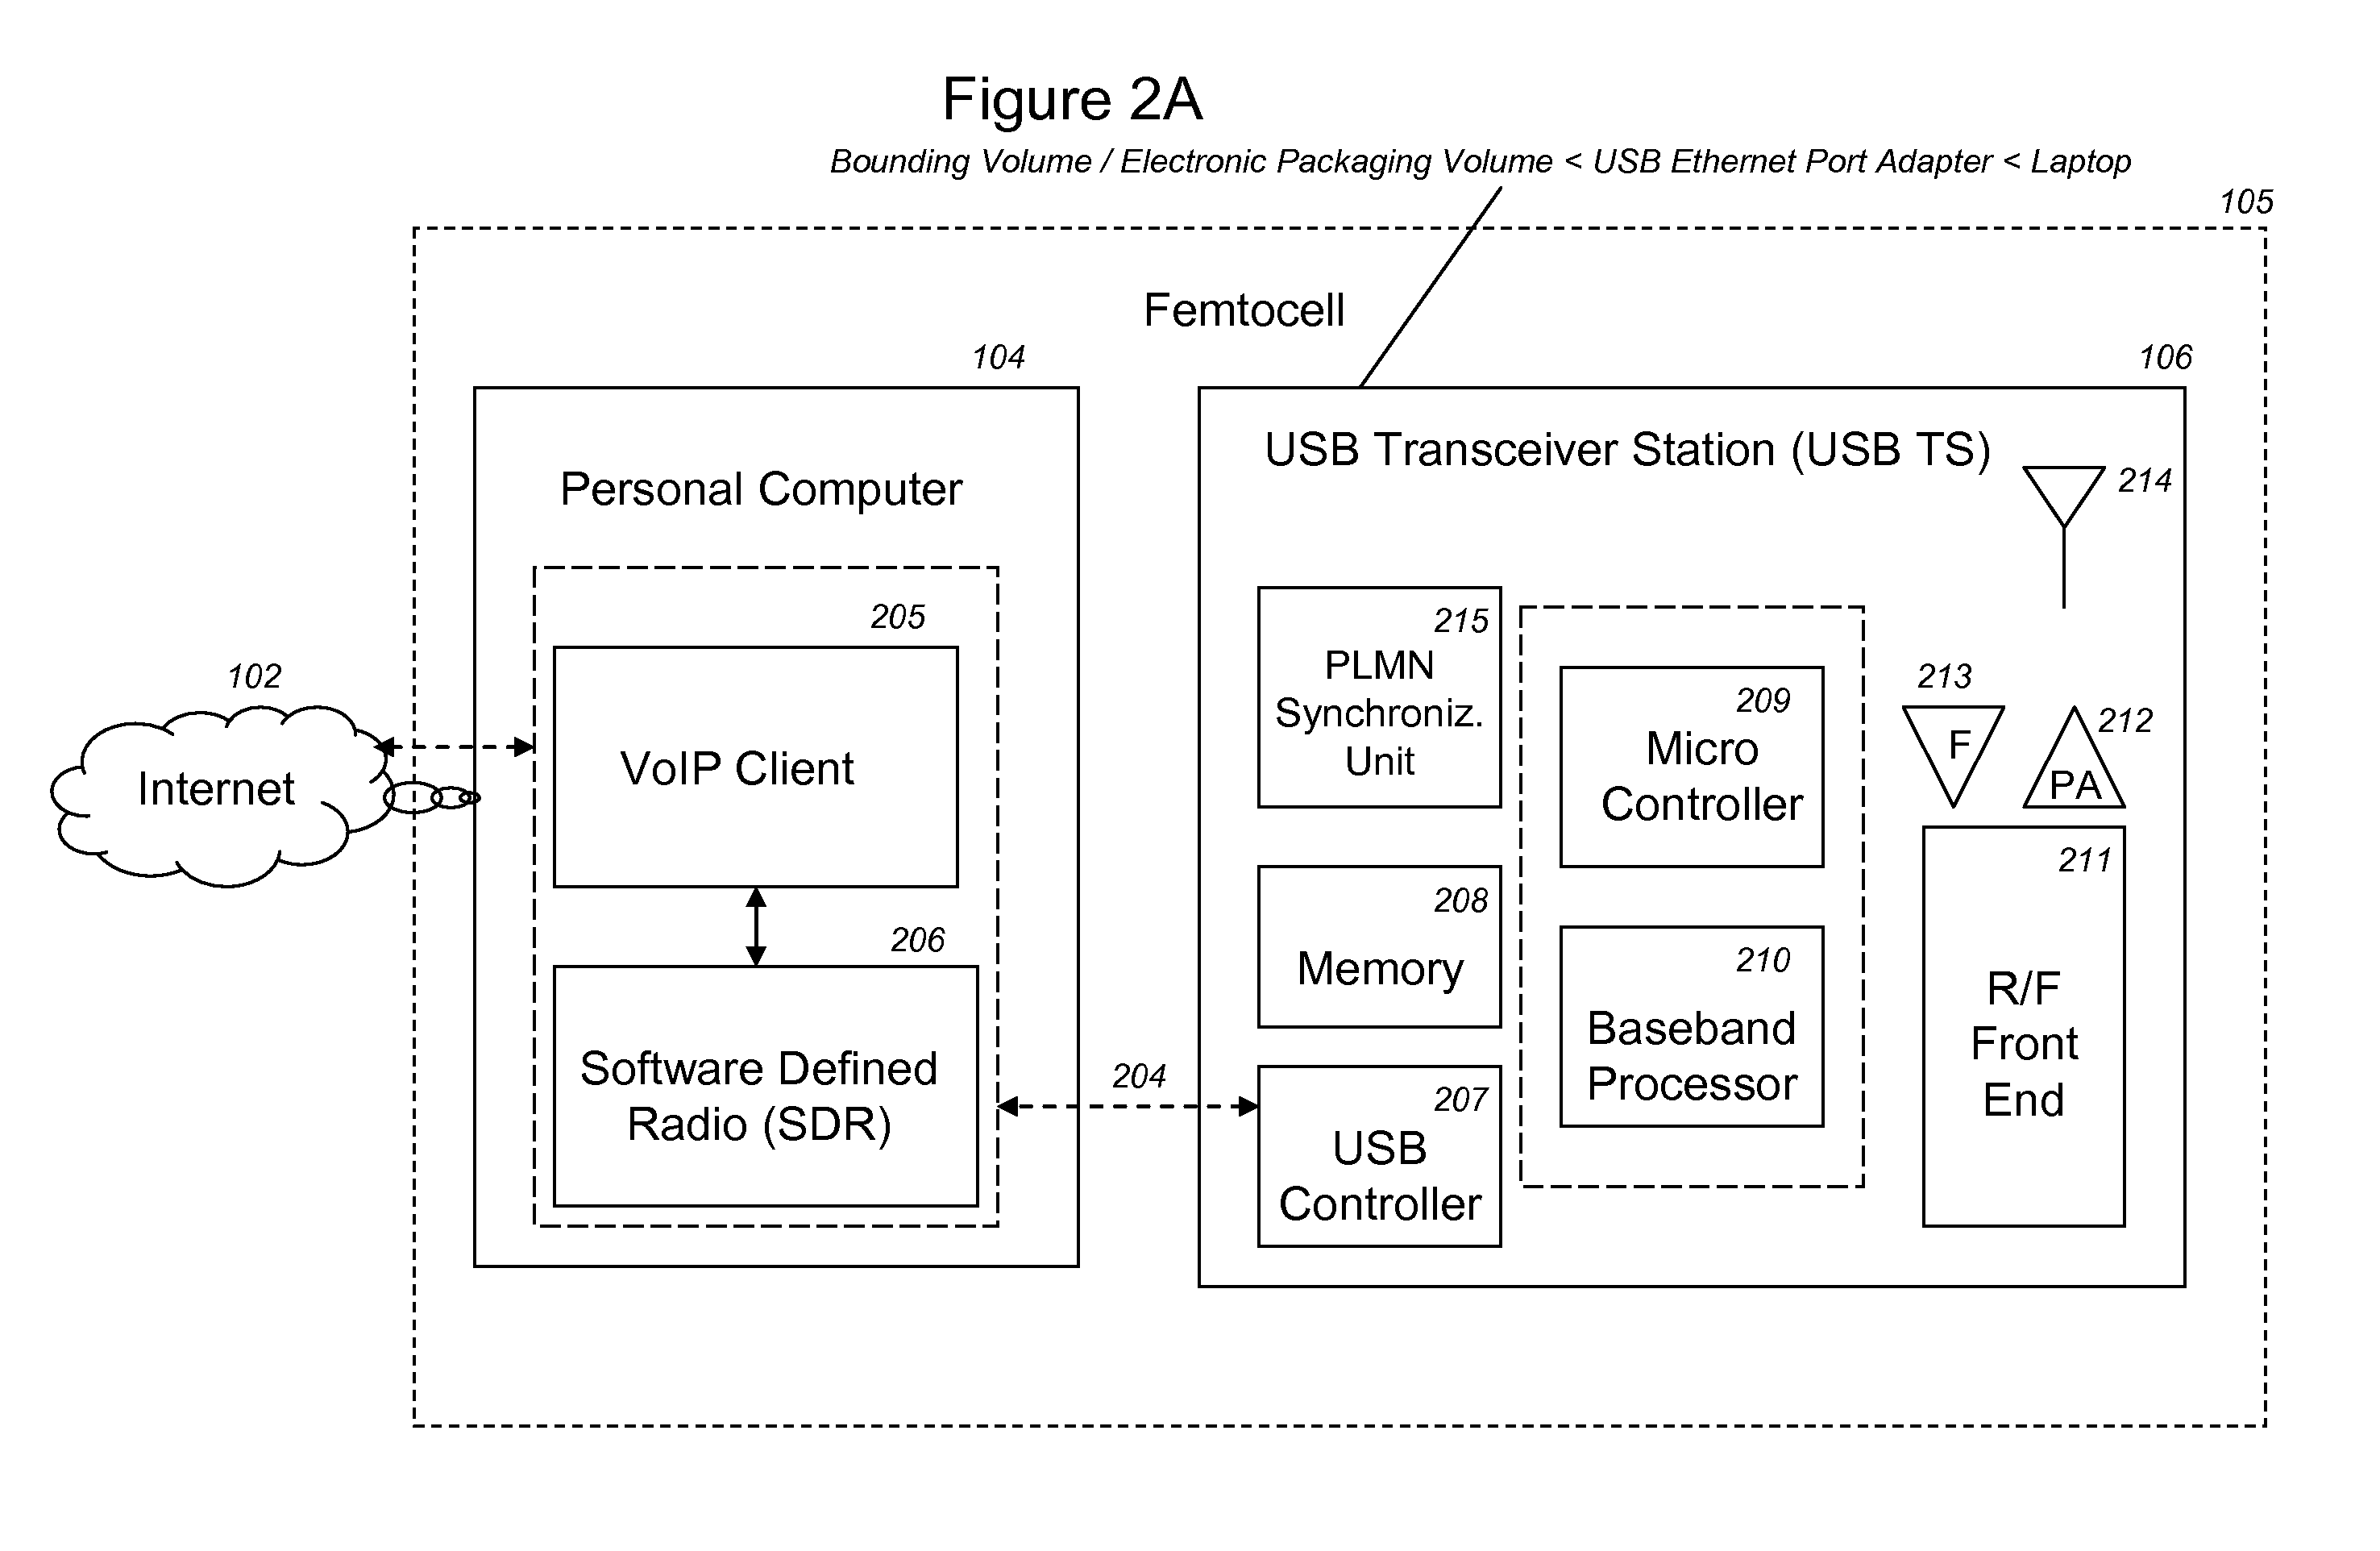 Figure 2A
Bounding Volume / Electronic Packaging Volume < USB Ethernet Port Adapter < Laptop
105
Femtocell
104
106
Personal Computer
USB Transceiver Station (USB TS)
214
205
VoIP Client
102
Internet
206
Software Defined
Radio (SDR)
204
215
PLMN
Synchroniz.
Unit
208
Memory
207
USB
Controller
209
Micro
Controller
210
Baseband
Processor
213
F
212
PA
211
R/F
Front
End